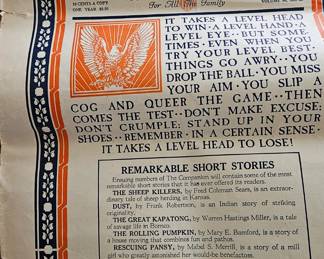 10 CENTS A COPY
ONE YEAR $2.50
For All The Family
VOLUME
IT TAKES A LEVEL HEAD
TO WIN·A LEVEL HAND·A
LEVEL EYE··BUT SOME
TIMES·EVEN WHEN YOU
TRY YOUR LEVEL BEST·
THINGS GO AWRY··YOU
DROP THE BALL·YOU MISS
YOUR AIM·YOU SLIP A
COG AND QUEER THE GAME··THEN
COMES THE TEST··DON'T MAKE EXCUSE;
DON'T CRUMPLE; STAND UP IN YOUR
SHOES··REMEMBER·IN A CERTAIN SENSE·
IT TAKES A LEVEL HEAD TO LOSE!
REMARKABLE SHORT STORIES
Ensuing numbers of The Companion will contain some of the most
remarkable short stories that it has ever offered its readers.
THE SHEEP KILLERS, by Fred Coleman Sears, is an extraor-
dinary tale of sheep herding in Kansas.
DUST, by Frank Robertson, is an Indian story of striking
originality.
THE GREAT KAPATONG, by Warren Hastings Miller, is a tale
of savage life in Borneo.
THE ROLLING PUMPKIN, by Mary E. Bamford, is a story of
a house moving that combines fun and pathos.
RESCUING PANSY, by Mabel S. Merrill, is a story of a mill
girl who greatly astonished her would-be benefactors.